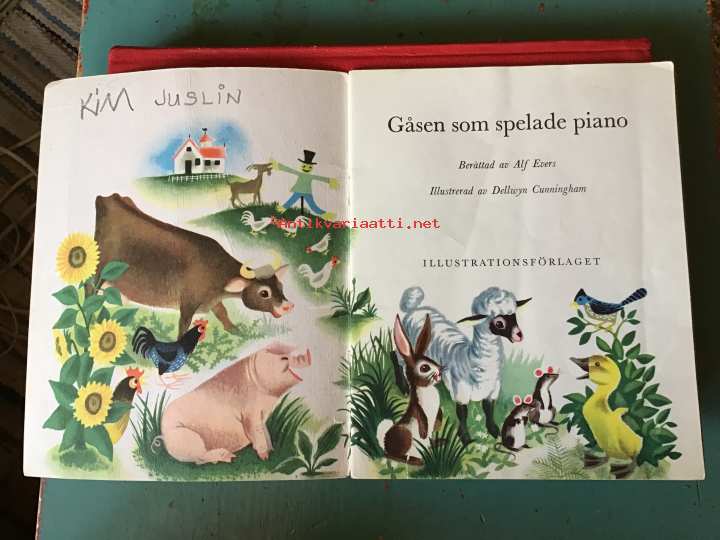 KiM JUSLiN
Gåsen som spelade piano
Berättad av Alf Evers
Illustrerad av Dellwyn Cunningham
Antikvariaatti.net
ILLUSTRATIONSFÖRLAGET